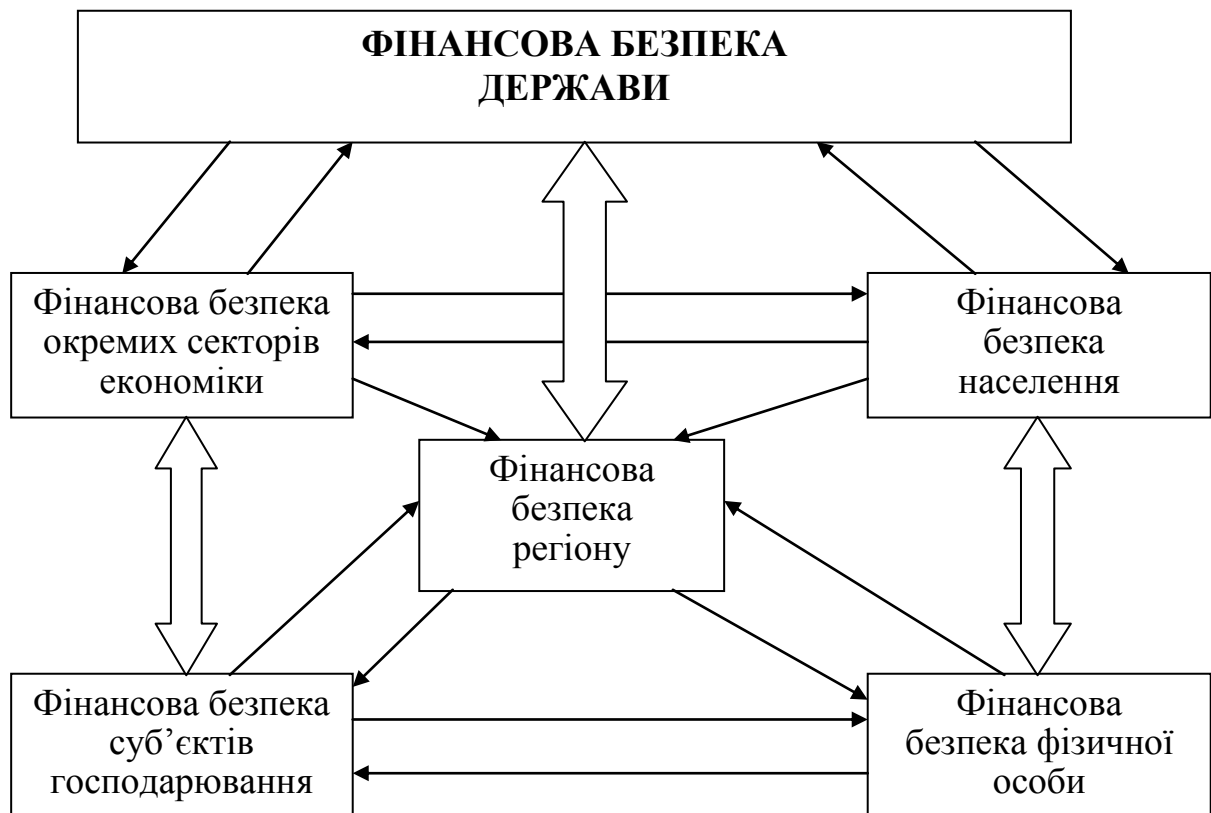 ФІНАНСОВА БЕЗПЕКА
ДЕРЖАВИ
Фінансова безпека
окремих секторів
економіки
Фінансова
безпека
населення
Фінансова
безпека
регіону
Фінансова безпека
суб’єктів
господарювання
Фінансова
безпека фізичної
особи